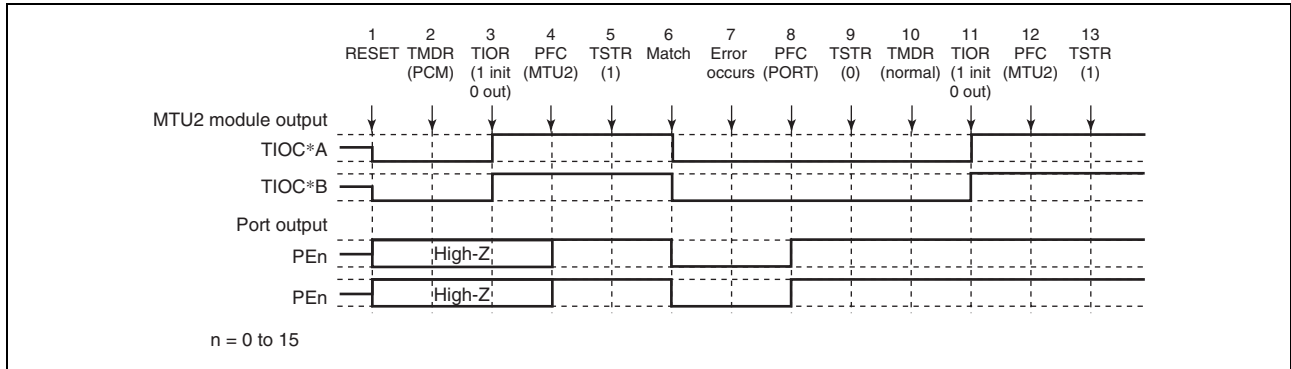 1 2 3 4 5 6 7 8 9 10 11 12 13
RESET TMDR TIOR PFC TSTR Match Error PFC TSTR TMDR TIOR PFC TSTR
(PCM) (1 init (MTU2) (1) occurs (PORT) (0) (normal) (1 init (MTU2) (1)
0 out) 0 out)
MTU2 module output
TIOC*A
TIOC*B
Port output
PEn High-Z
PEn High-Z
n = 0 to 15